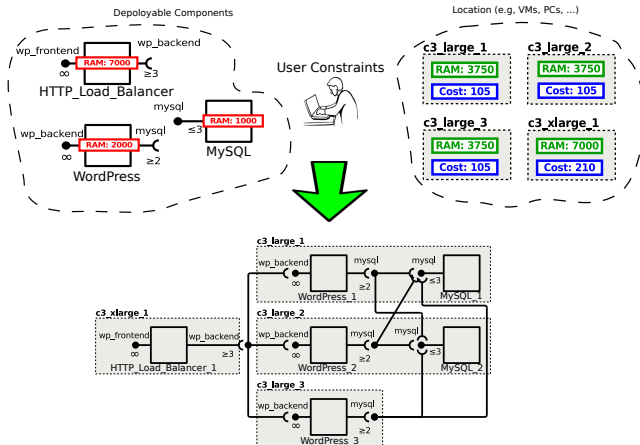 Depoloyable Components
Location (e.g, VMs, PCs, ...)
wp_frontend
wp_backend
RAM: 7000
∞
≥3
HTTP_Load_Balancer
mysql
RAM: 1000
≤3
MySQL
wp_backend
mysql
RAM: 2000
∞
≥2
WordPress
User Constraints
c3_large_1
RAM: 3750
Cost: 105
c3_large_2
RAM: 3750
Cost: 105
c3_large_3
RAM: 3750
Cost: 105
c3_xlarge_1
RAM: 7000
Cost: 210
c3_large_1
wp_backend
mysql
mysql
∞
≥2
≤3
WordPress_1
MySQL_1
c3_xlarge_1
wp_frontend
wp_backend
∞
≥3
HTTP_Load_Balancer_1
c3_large_2
wp_backend
mysql
mysql
∞
≥2
≤3
WordPress_2
MySQL_2
c3_large_3
wp_backend
mysql
∞
≥2
WordPress_3